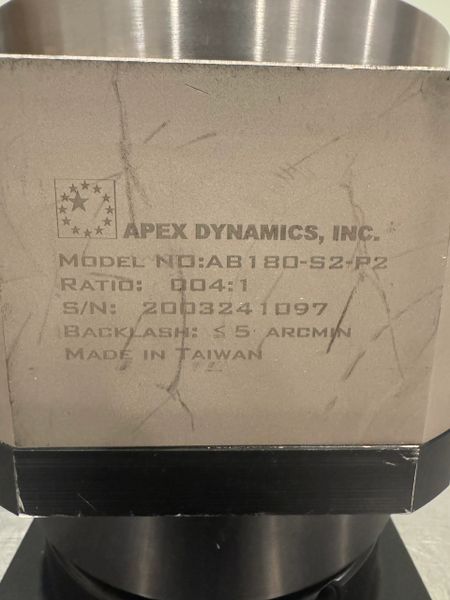 APEX DYNAMICS, INC.
MODEL NO:AB180-S2-P2
RATIO: 004:1
S/N: 2003241097
BACKLASH: ≤5 ARCMIN
MADE IN TAIWAN